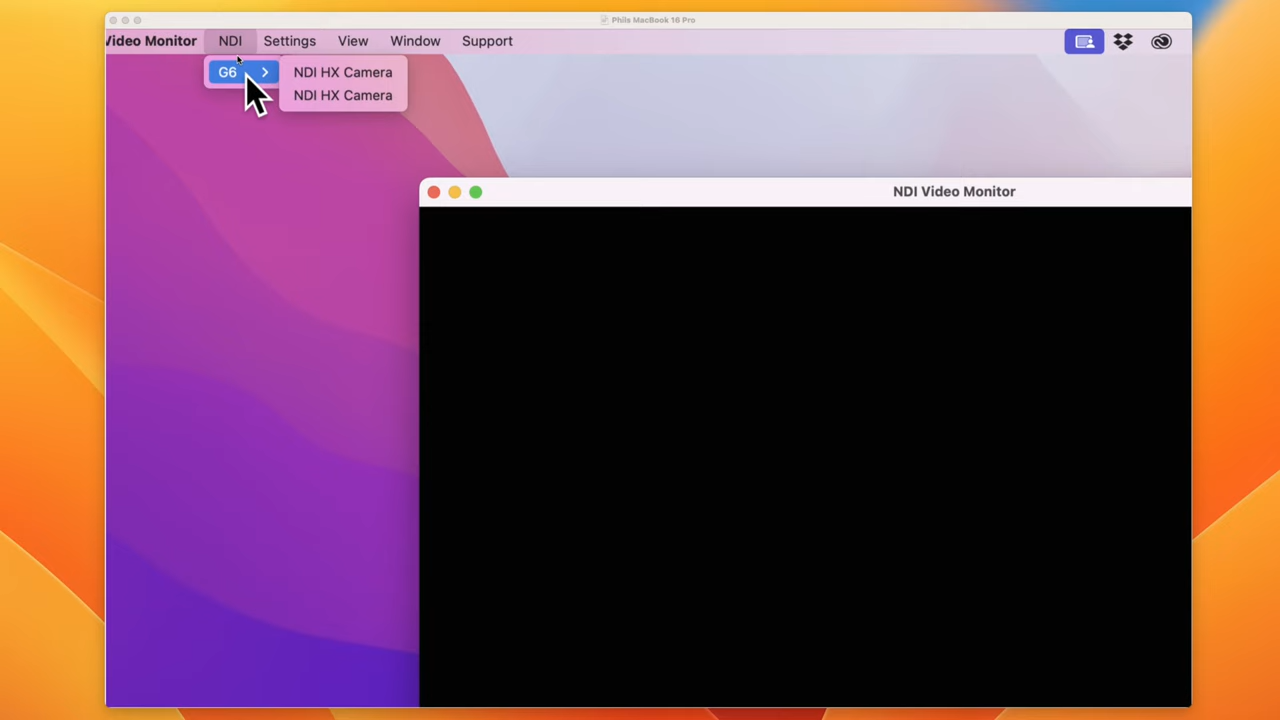 Phils MacBook 16 Pro
Video Monitor NDI Settings View Window Support
G6 NDI HX Camera
NDI HX Camera
NDI Video Monitor